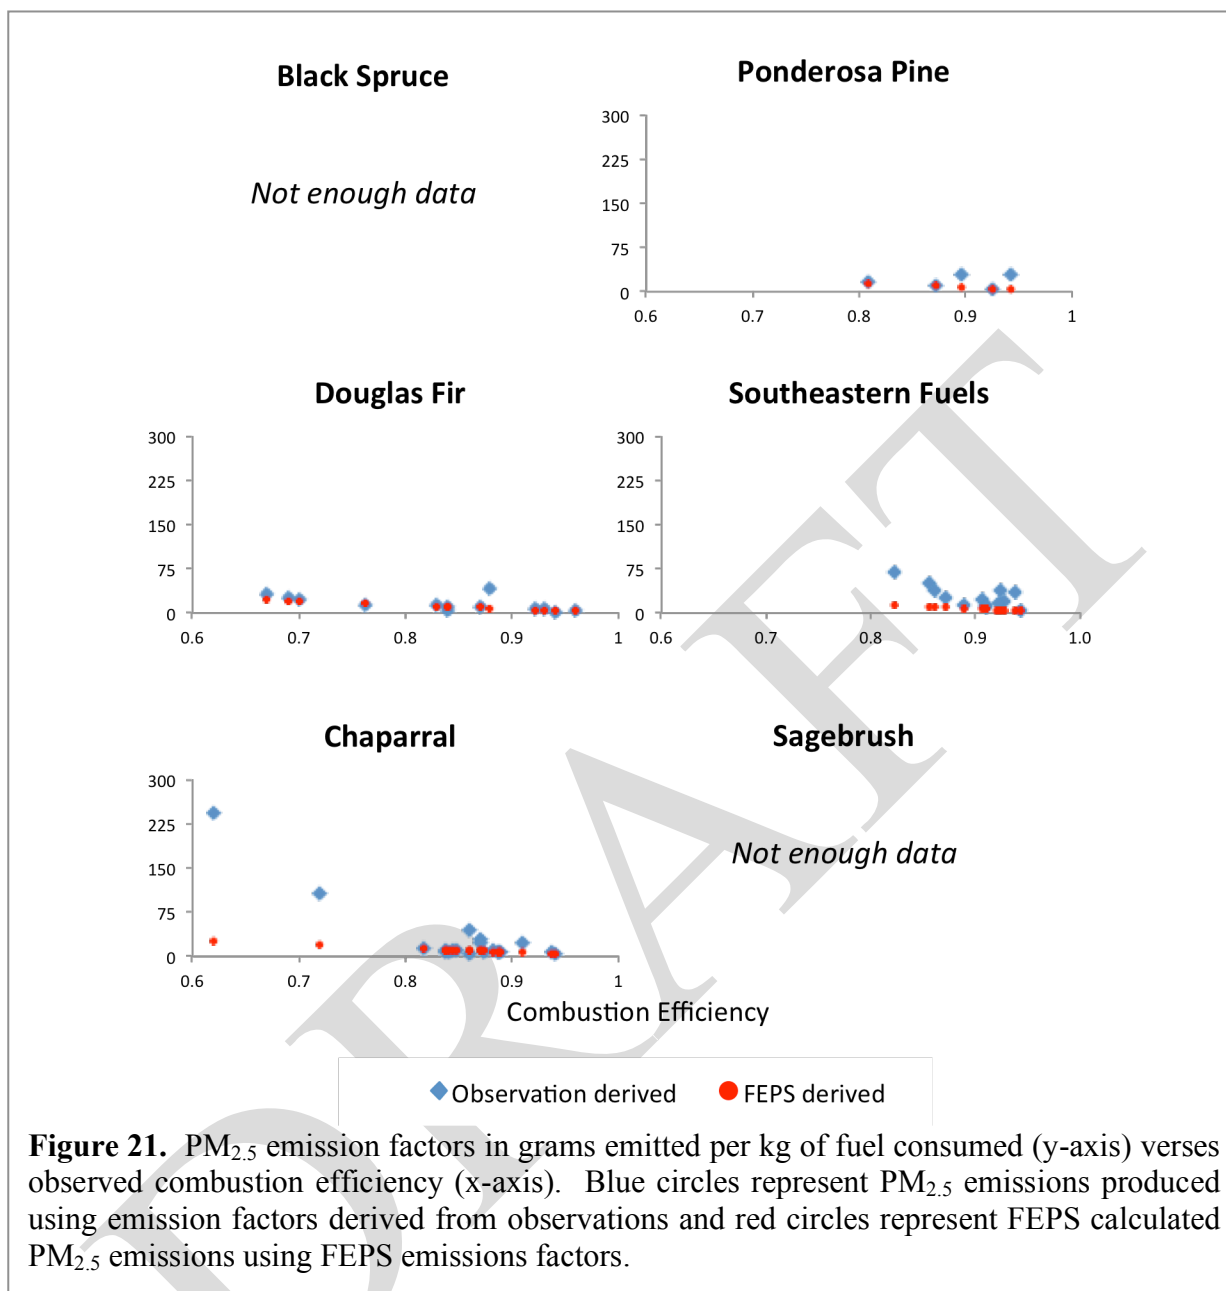 Black Spruce
Not enough data
Ponderosa Pine
300
225
150
75
0
0.6 0.7 0.8 0.9 1
Douglas Fir
300
225
150
75
0
0.6 0.7 0.8 0.9 1
Southeastern Fuels
300
225
150
75
0
0.6 0.7 0.8 0.9 1.0
Chaparral
300
225
150
75
0
0.6 0.7 0.8 0.9 1
Combustion Efficiency
Sagebrush
Not enough data
Observation derived FEPS derived
Figure 21. PM2.5 emission factors in grams emitted per kg of fuel consumed (y-axis) verses
observed combustion efficiency (x-axis). Blue circles represent PM2.5 emissions produced
using emission factors derived from observations and red circles represent FEPS calculated
PM2.5 emissions using FEPS emissions factors.
DRAFT